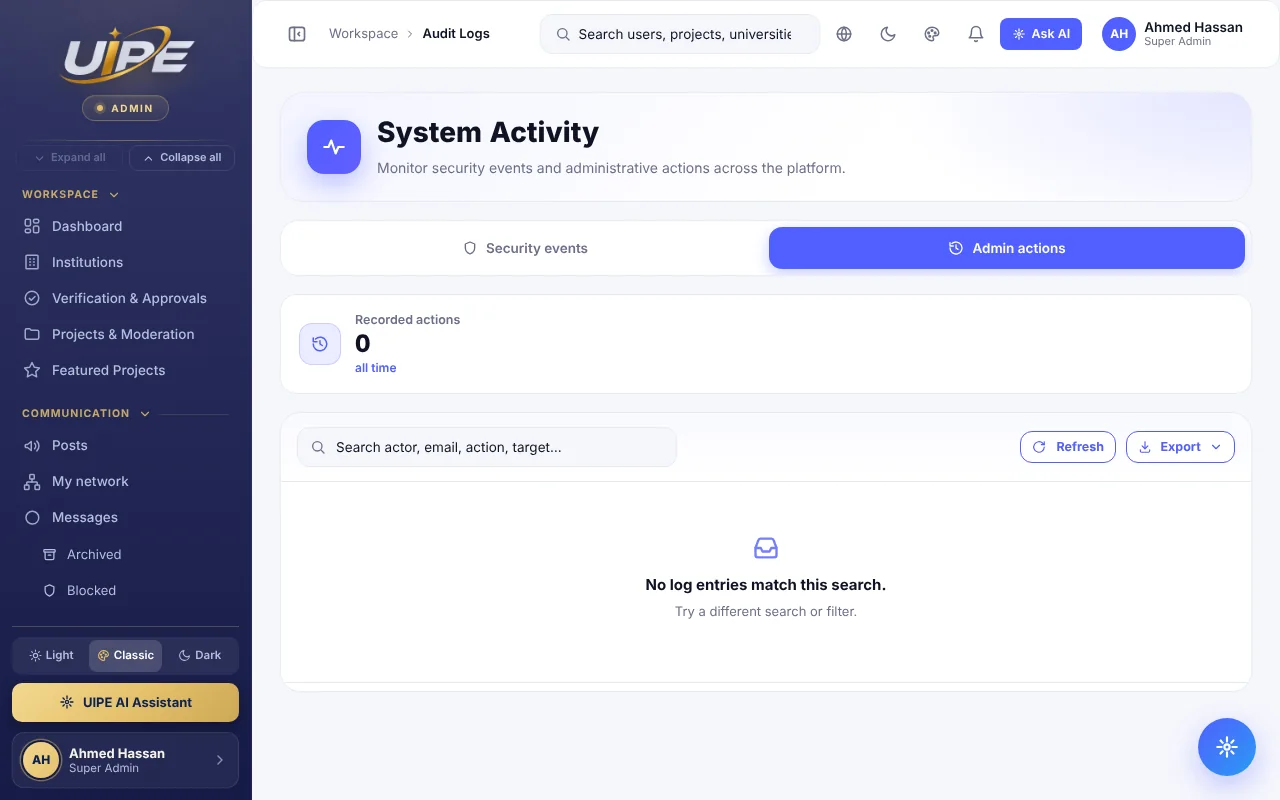 UIPE
ADMIN
Expand all
Collapse all
WORKSPACE
Dashboard
Institutions
Verification & Approvals
Projects & Moderation
Featured Projects
COMMUNICATION
Posts
My network
Messages
Archived
Blocked
Light
Classic
Dark
UIPE AI Assistant
AH
Ahmed Hassan
Super Admin
Workspace > Audit Logs
Search users, projects, universitie
Ask AI
AH
Ahmed Hassan
Super Admin
System Activity
Monitor security events and administrative actions across the platform.
Security events
Admin actions
Recorded actions
0
all time
Search actor, email, action, target...
Refresh
Export
No log entries match this search.
Try a different search or filter.